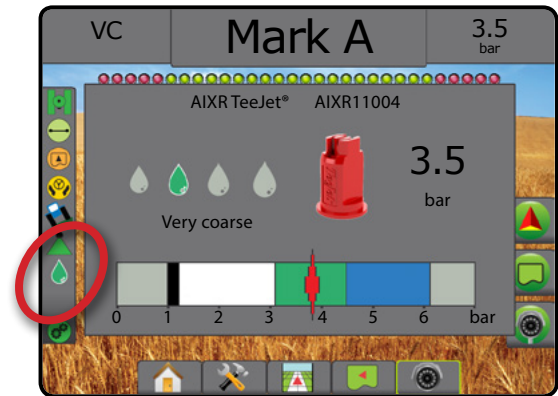 VC Mark A 3.5
bar
AIXR TeeJet® AIXR11004
3.5
bar
Very coarse
0 1 2 3 4 5 6 bar